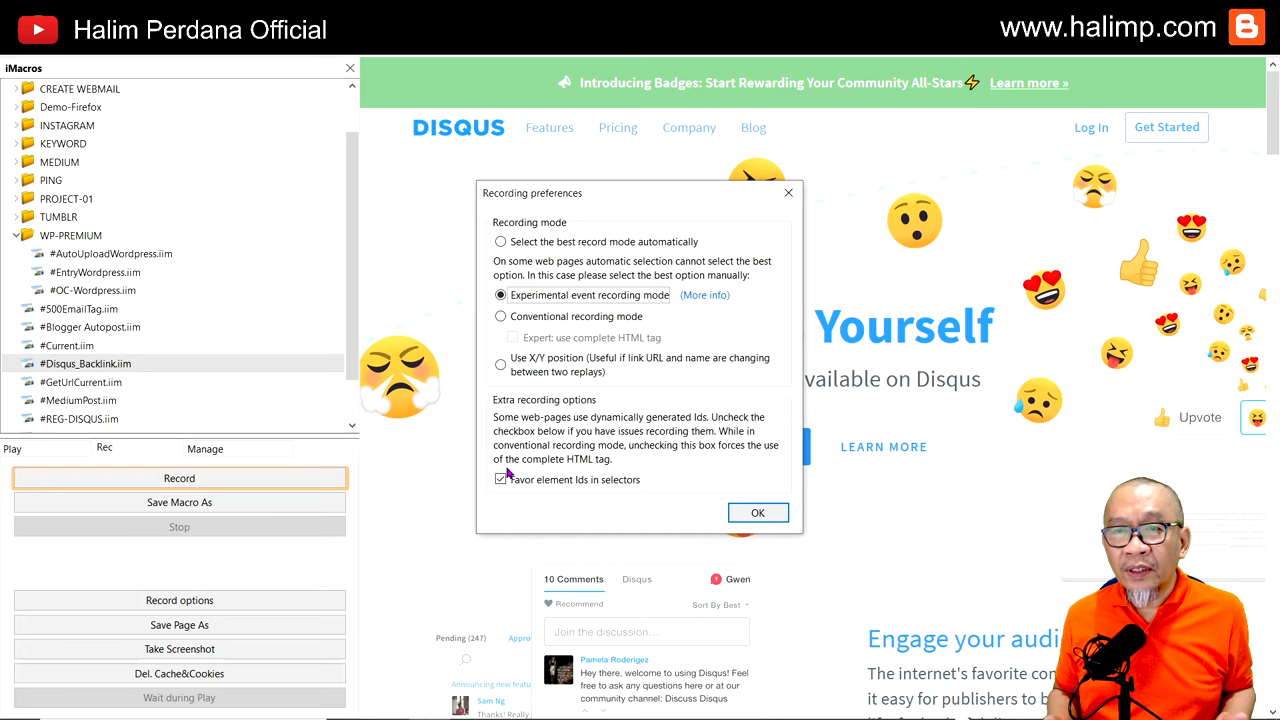 Halim Perdana Official
www.halimp.com
iMacros
CREATE WEBMAIL
Demo-Firefox
INSTAGRAM
KEYWORD
MEDIUM
PING
PROJECT-01
TUMBLR
WP-PREMIUM
#AutoUploadWordpress.iim
#EntryWordpress.iim
#OC-Wordpress.iim
#500EmailTag.iim
#Blogger Autopost.iim
#Current.iim
#Disqus_Backlink.iim
#GetUrlCurrent.iim
#MediumPost.iim
#REG-DISQUS.iim
Play
Rec
Manage
Record
Save Macro As
Stop
Record options
Save Page As
Take Screenshot
Del. Cache&Cookies
Wait during Play
Introducing Badges: Start Rewarding Your Community All-Stars⚡ Learn more »
DISQUS
Features
Pricing
Company
Blog
Log In
Get Started
Recording preferences
Recording mode
Select the best record mode automatically
On some web pages automatic selection cannot select the best
option. In this case please select the best option manually:
Experimental event recording mode
(More info)
Conventional recording mode
Expert: use complete HTML tag
Use X/Y position (Useful if link URL and name are changing
between two replays)
Extra recording options
Some web-pages use dynamically generated Ids. Uncheck the
checkbox below if you have issues recording them. While in
conventional recording mode, unchecking this box forces the use
of the complete HTML tag.
Favor element Ids in selectors
OK
Yourself
vailable on Disqus
LEARN MORE
Upvote
10 Comments
Disqus
1
Gwen
Recommend
Sort By Best
Join the discussion...
Pending (247)
Appro
Pamela Roderigez
Hey there, welcome to using Disqus! Feel
free to ask any questions here or at our
community channel: Discuss Disqus
Announcing new featu
Sam Ng
Thanks! Really
Engage your audi
The internet's favorite com
it easy for publishers to b